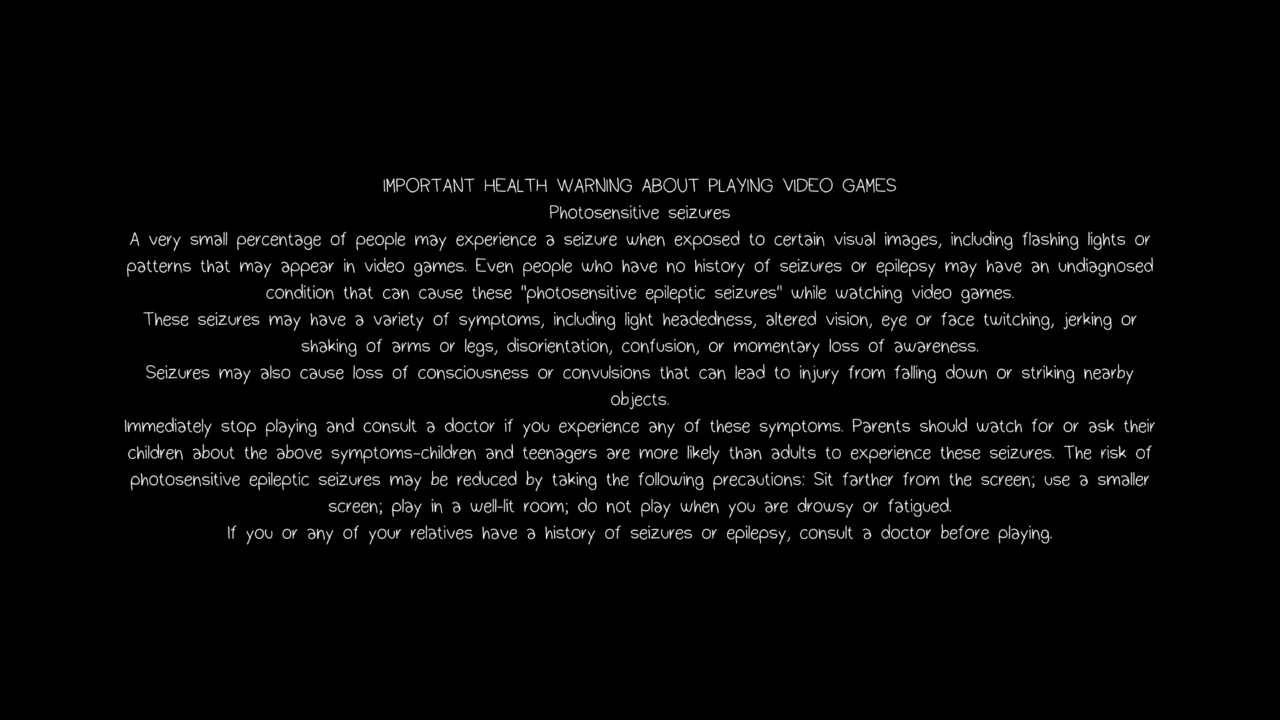 IMPORTANT HEALTH WARNING ABOUT PLAYING VIDEO GAMES
Photosensitive seizures
A very small percentage of people may experience a seizure when exposed to certain visual images, including flashing lights or
patterns that may appear in video games. Even people who have no history of seizures or epilepsy may have an undiagnosed
condition that can cause these "photosensitive epileptic seizures" while watching video games.
These seizures may have a variety of symptoms, including light headedness, altered vision, eye or face twitching, jerking or
shaking of arms or legs, disorientation, confusion, or momentary loss of awareness.
Seizures may also cause loss of consciousness or convulsions that can lead to injury from falling down or striking nearby
objects.
Immediately stop playing and consult a doctor if you experience any of these symptoms. Parents should watch for or ask their
children about the above symptoms-children and teenagers are more likely than adults to experience these seizures. The risk of
photosensitive epileptic seizures may be reduced by taking the following precautions: Sit farther from the screen; use a smaller
screen; play in a well-lit room; do not play when you are drowsy or fatigued.
If you or any of your relatives have a history of seizures or epilepsy, consult a doctor before playing.